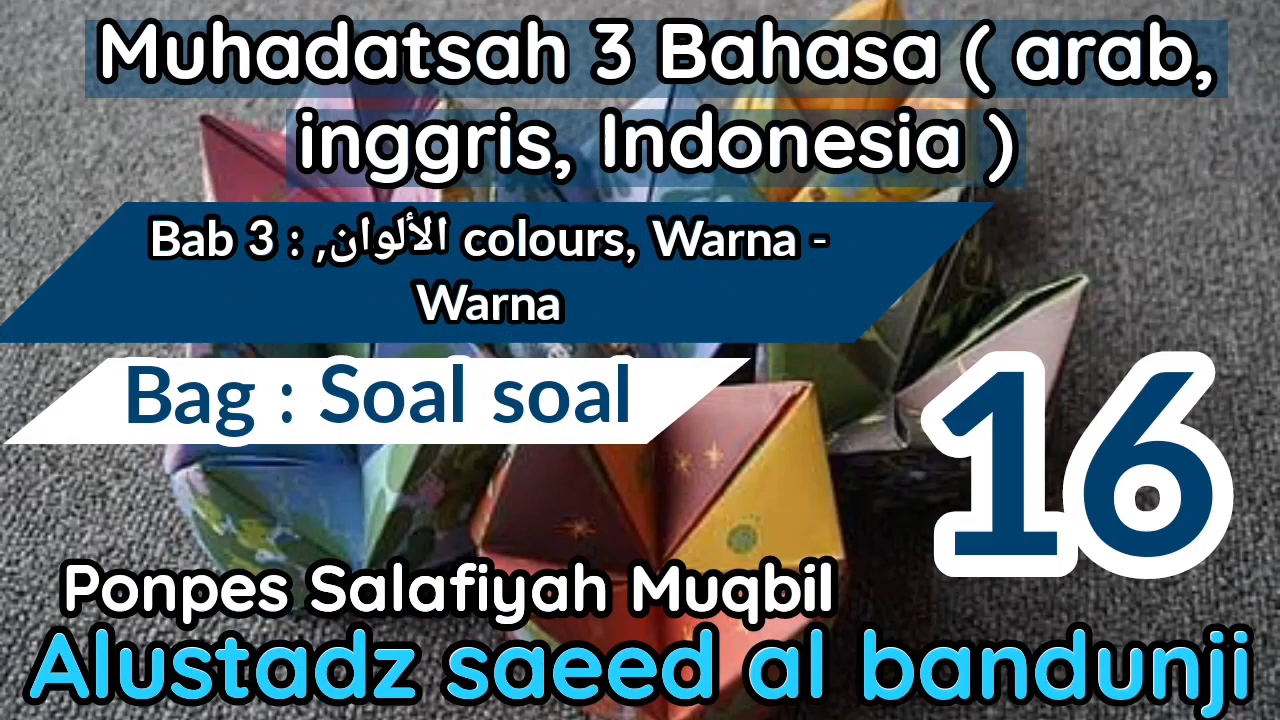 Muhadatsah 3 Bahasa ( arab,
inggris, Indonesia )
Bab 3 : الألوان, colours, Warna -
Warna
Bag : Soal soal
16
Ponpes Salafiyah Muqbil
Alustadz saeed al bandunji